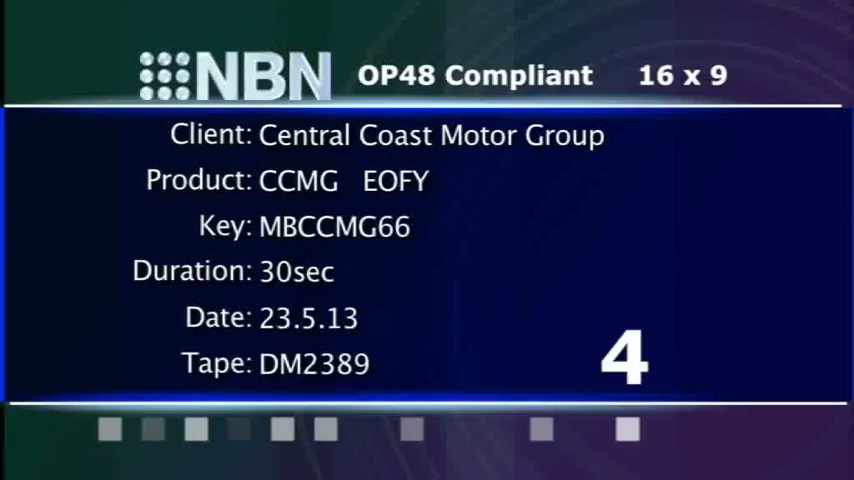 NBN OP48 Compliant 16 x 9
Client: Central Coast Motor Group
Product: CCMG EOFY
Key: MBCCMG66
Duration: 30sec
Date: 23.5.13
Tape: DM2389
4